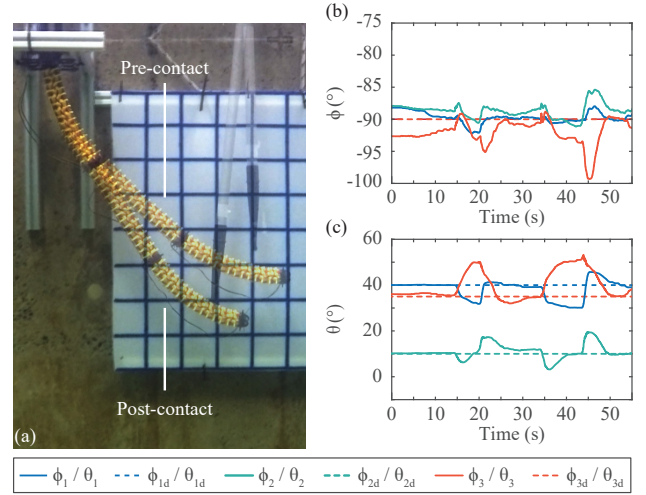 Pre-contact
Post-contact
(a)
(b)
-75
-80
-85
-90
-95
-100
ϕ (°)
0 10 20 30 40 50
Time (s)
(c)
60
40
20
0
θ (°)
0 10 20 30 40 50
Time (s)
ϕ₁ / θ₁ ϕ₁d / θ₁d ϕ₂ / θ₂ ϕ₂d / θ₂d ϕ₃ / θ₃ ϕ₃d / θ₃d